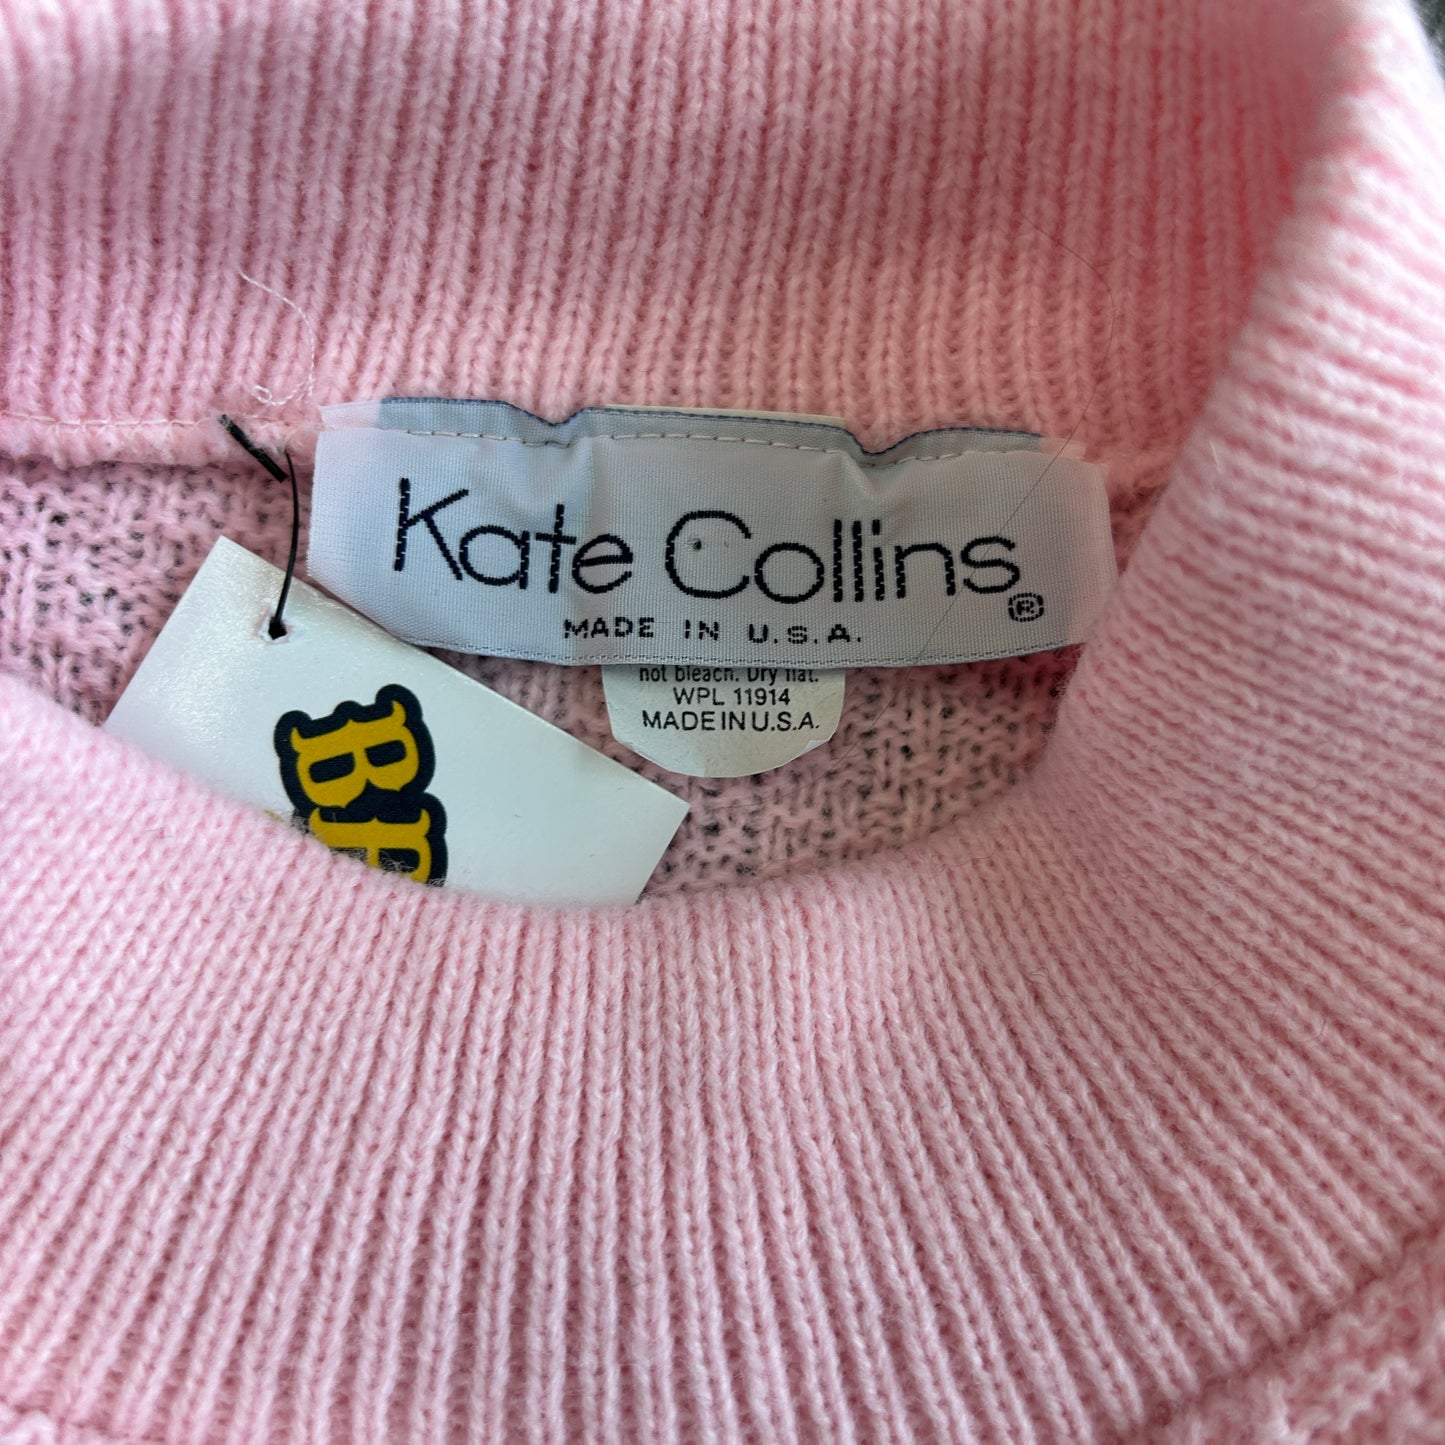 Kate Collins®
MADE IN U.S.A.
not bleach. Dry flat.
WPL 11914
MADE IN U.S.A.
B